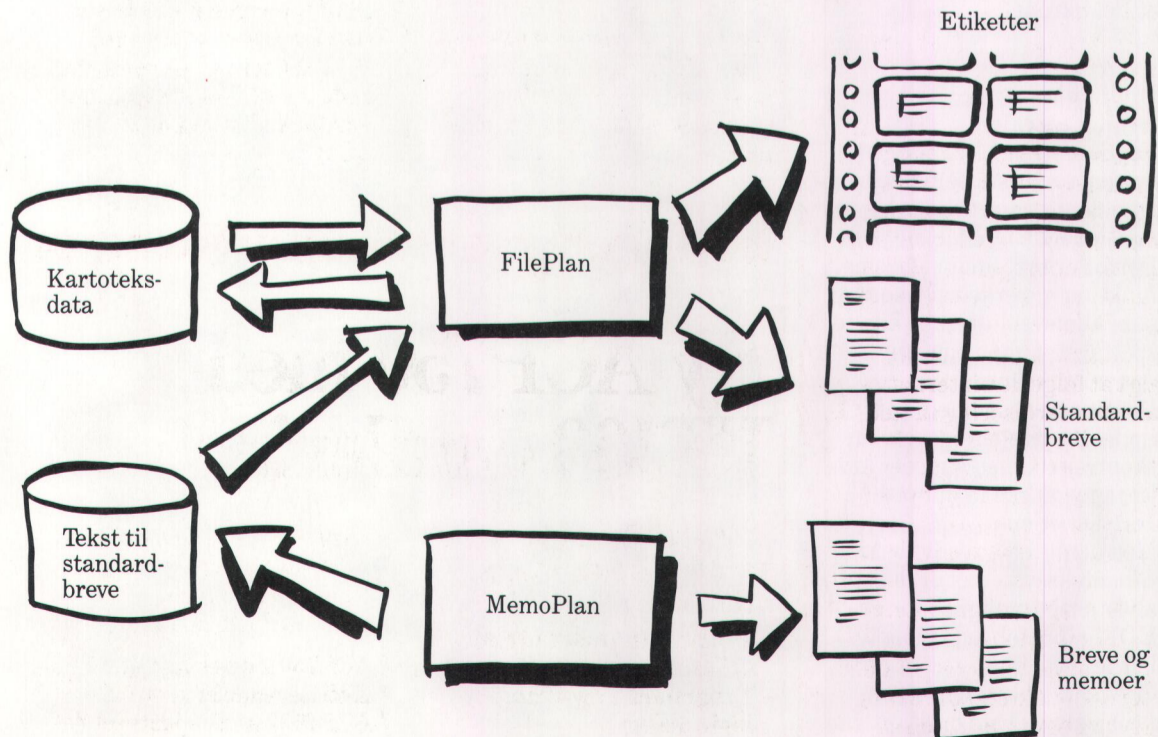 Etiketter
Kartoteks-
data
FilePlan
Standard-
breve
Tekst til
standard-
breve
MemoPlan
Breve og
memoer